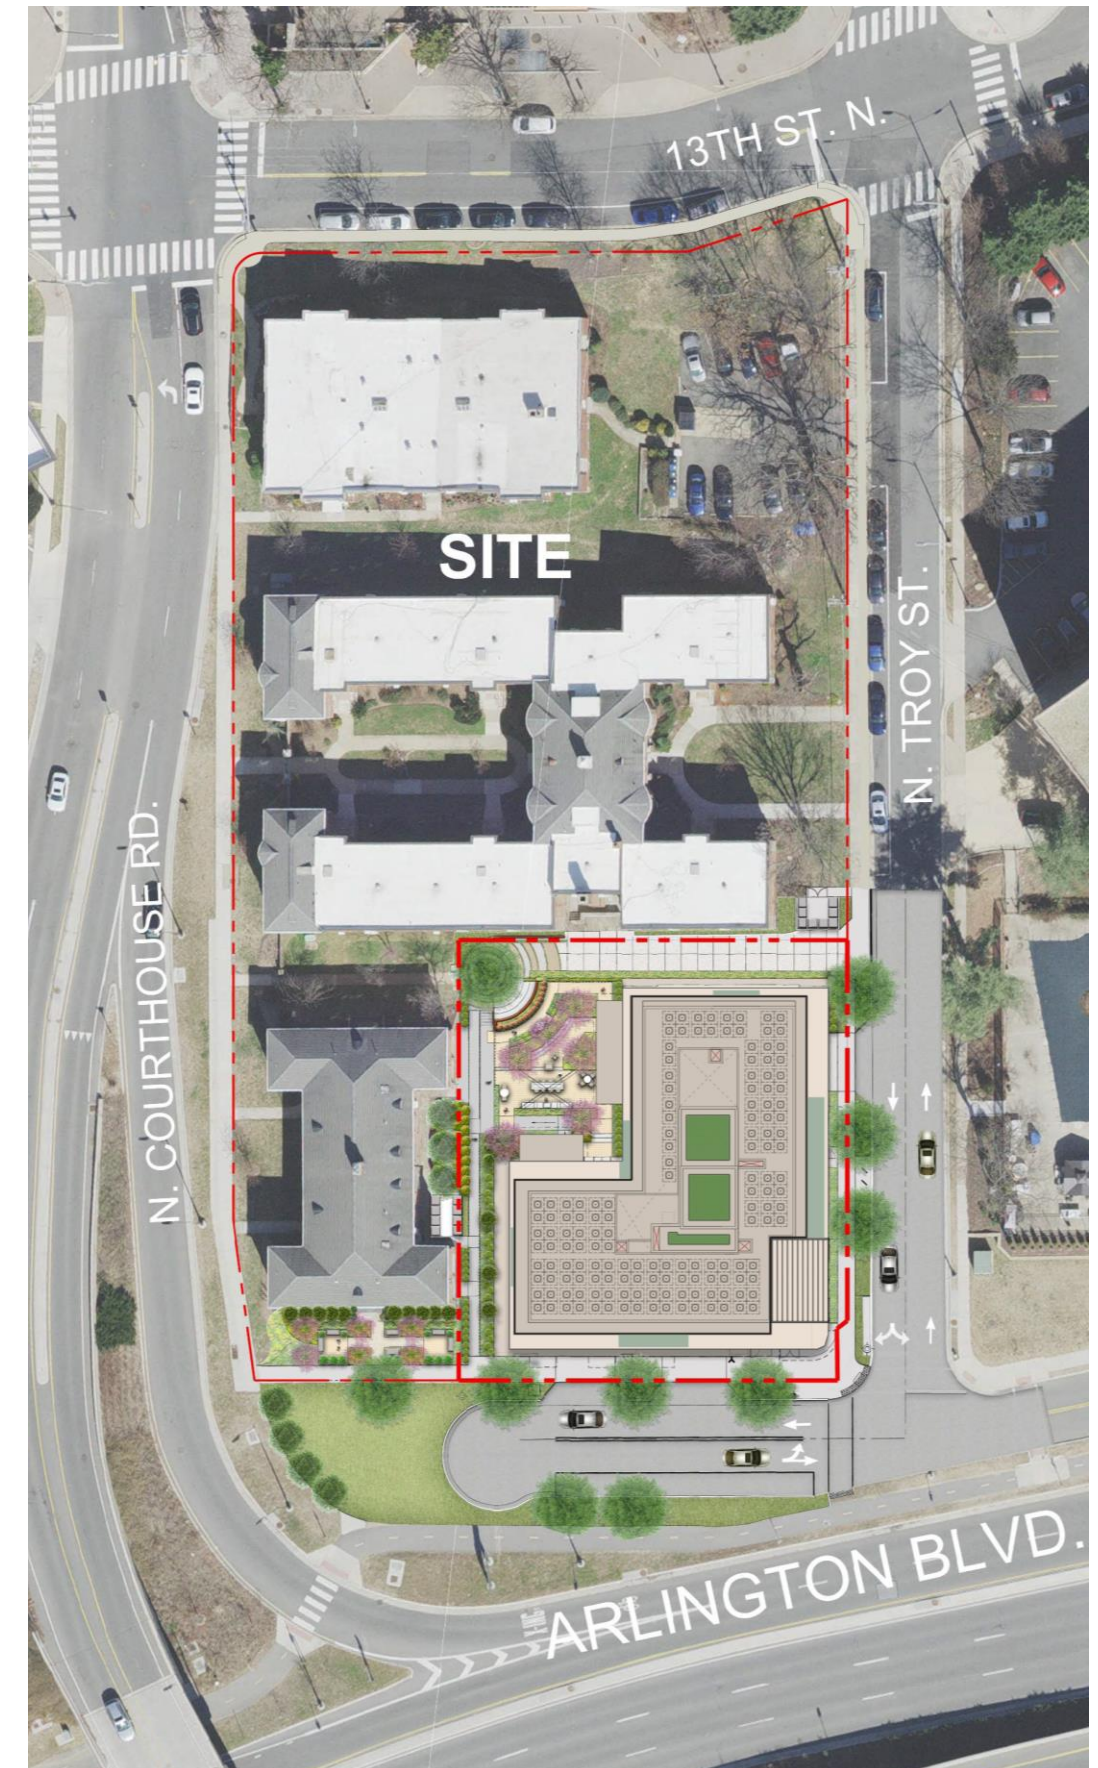 13TH ST. N.
SITE
N. TROY ST.
N. COURTHOUSE RD.
ARLINGTON BLVD.